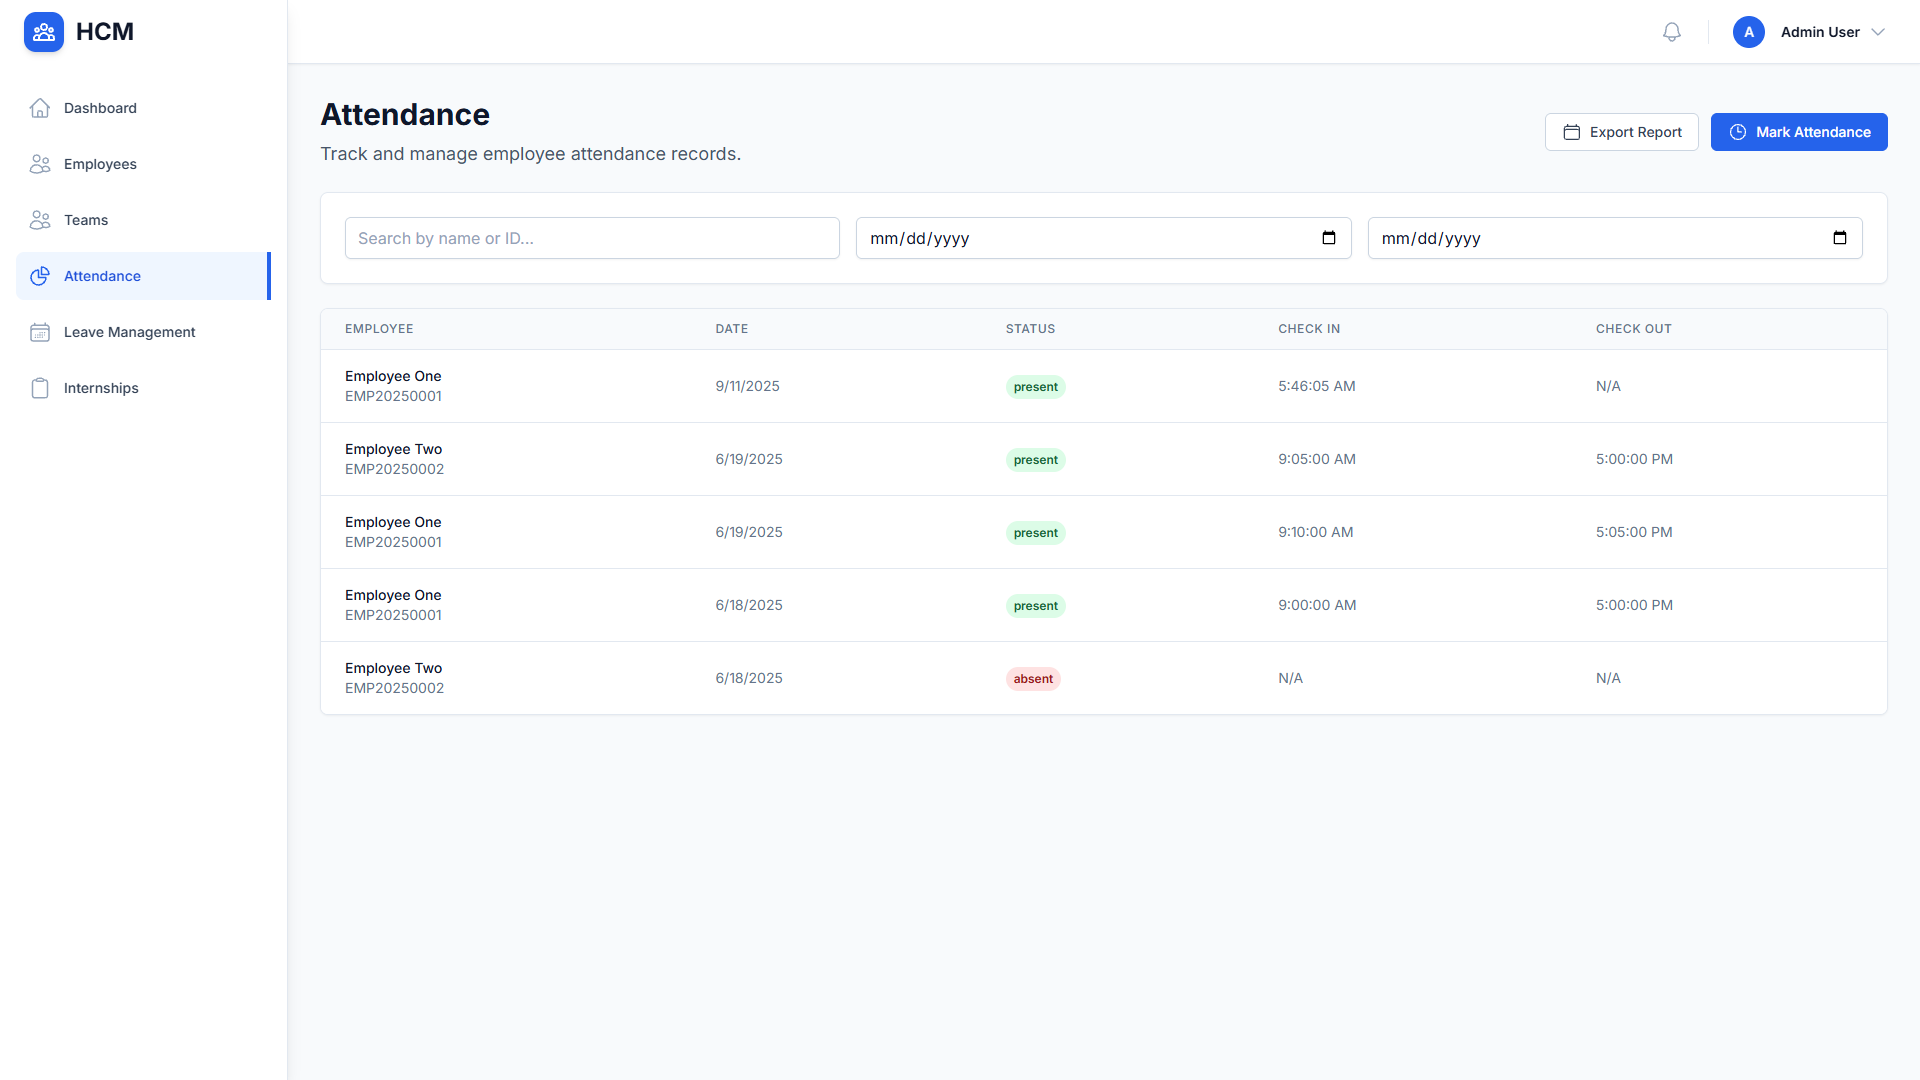 HCM
Admin User
A
Dashboard
Employees
Teams
Attendance
Leave Management
Internships
Attendance
Track and manage employee attendance records.
Export Report
Mark Attendance
Search by name or ID...
mm/dd/yyyy
mm/dd/yyyy
EMPLOYEE DATE STATUS CHECK IN CHECK OUT
Employee One
EMP20250001
9/11/2025 present 5:46:05 AM N/A
Employee Two
EMP20250002
6/19/2025 present 9:05:00 AM 5:00:00 PM
Employee One
EMP20250001
6/19/2025 present 9:10:00 AM 5:05:00 PM
Employee One
EMP20250001
6/18/2025 present 9:00:00 AM 5:00:00 PM
Employee Two
EMP20250002
6/18/2025 absent N/A N/A